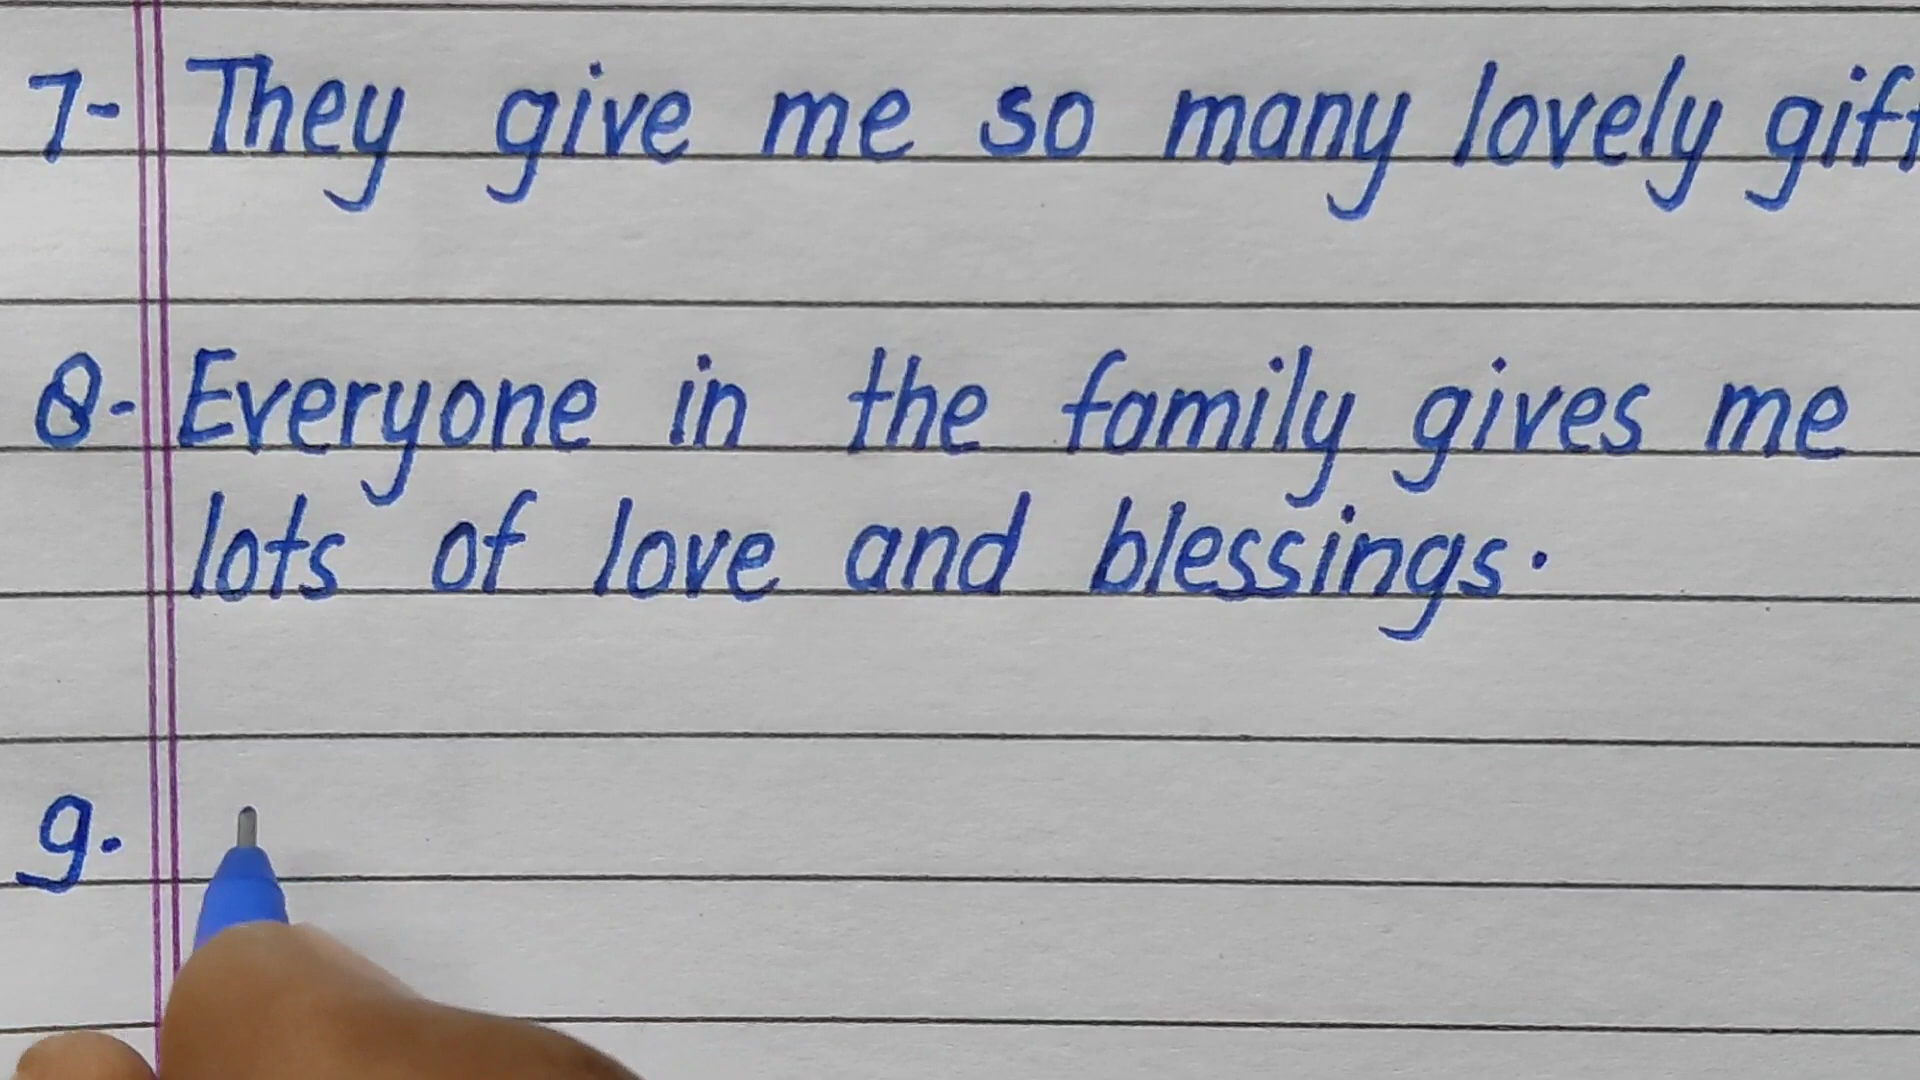 7- They give me so many lovely gift
8- Everyone in the family gives me
lots of love and blessings.
9.